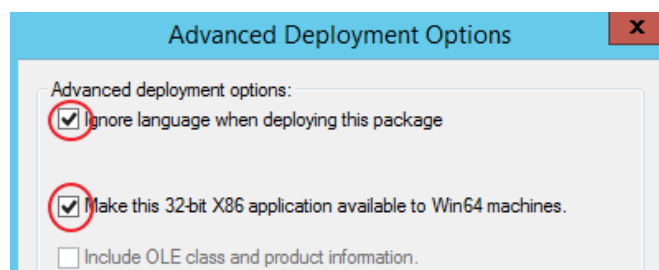 Advanced Deployment Options
x
Advanced deployment options:
Ignore language when deploying this package
Make this 32-bit X86 application available to Win64 machines.
Include OLE class and product information.